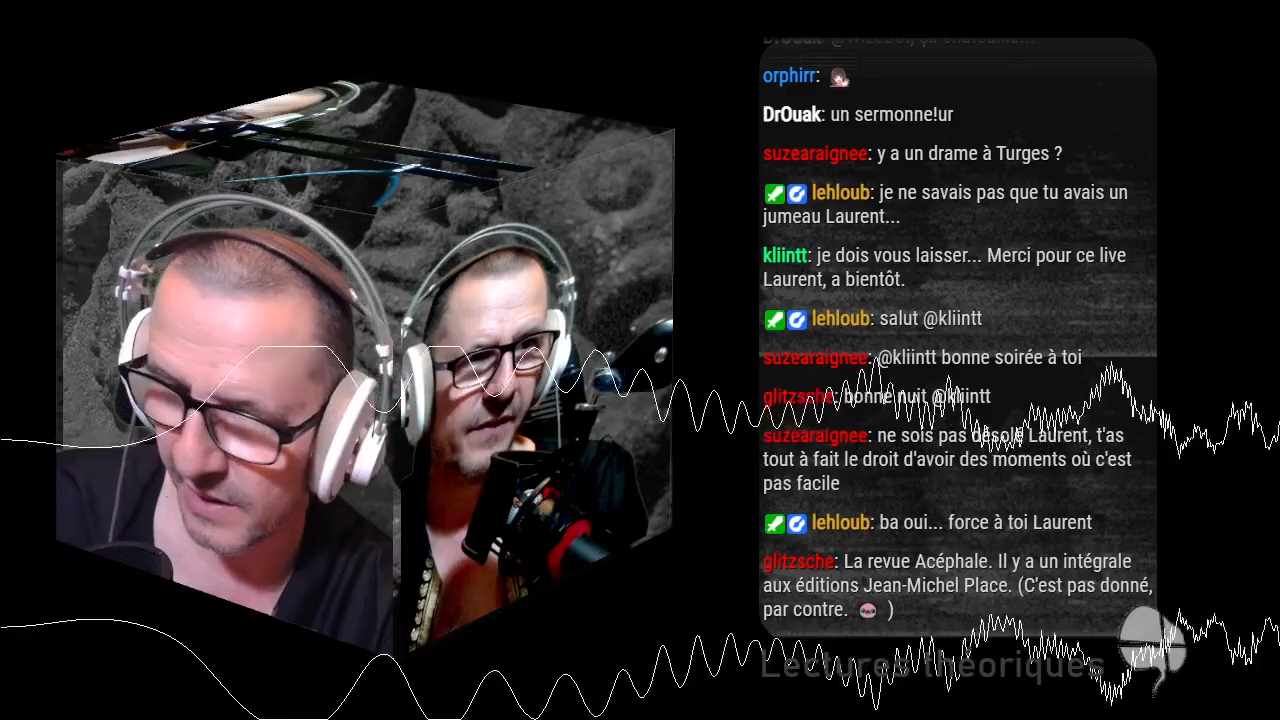 orphirr:
DrOuak: un sermonne!ur
suzearaignee: y a un drame à Turges ?
lehloub: je ne savais pas que tu avais un
jumeau Laurent...
kliintt: je dois vous laisser... Merci pour ce live
Laurent, a bientôt.
lehloub: salut @kliintt
suzearaignee: @kliintt bonne soirée à toi
glitzsche: bonne nuit @kliintt
suzearaignee: ne sois pas désolé Laurent, t'as
tout à fait le droit d'avoir des moments où c'est
pas facile
lehloub: ba oui... force à toi Laurent
glitzsche: La revue Acéphale. Il y a un intégrale
aux éditions Jean-Michel Place. (C'est pas donné,
par contre. )
Lectures théoriques